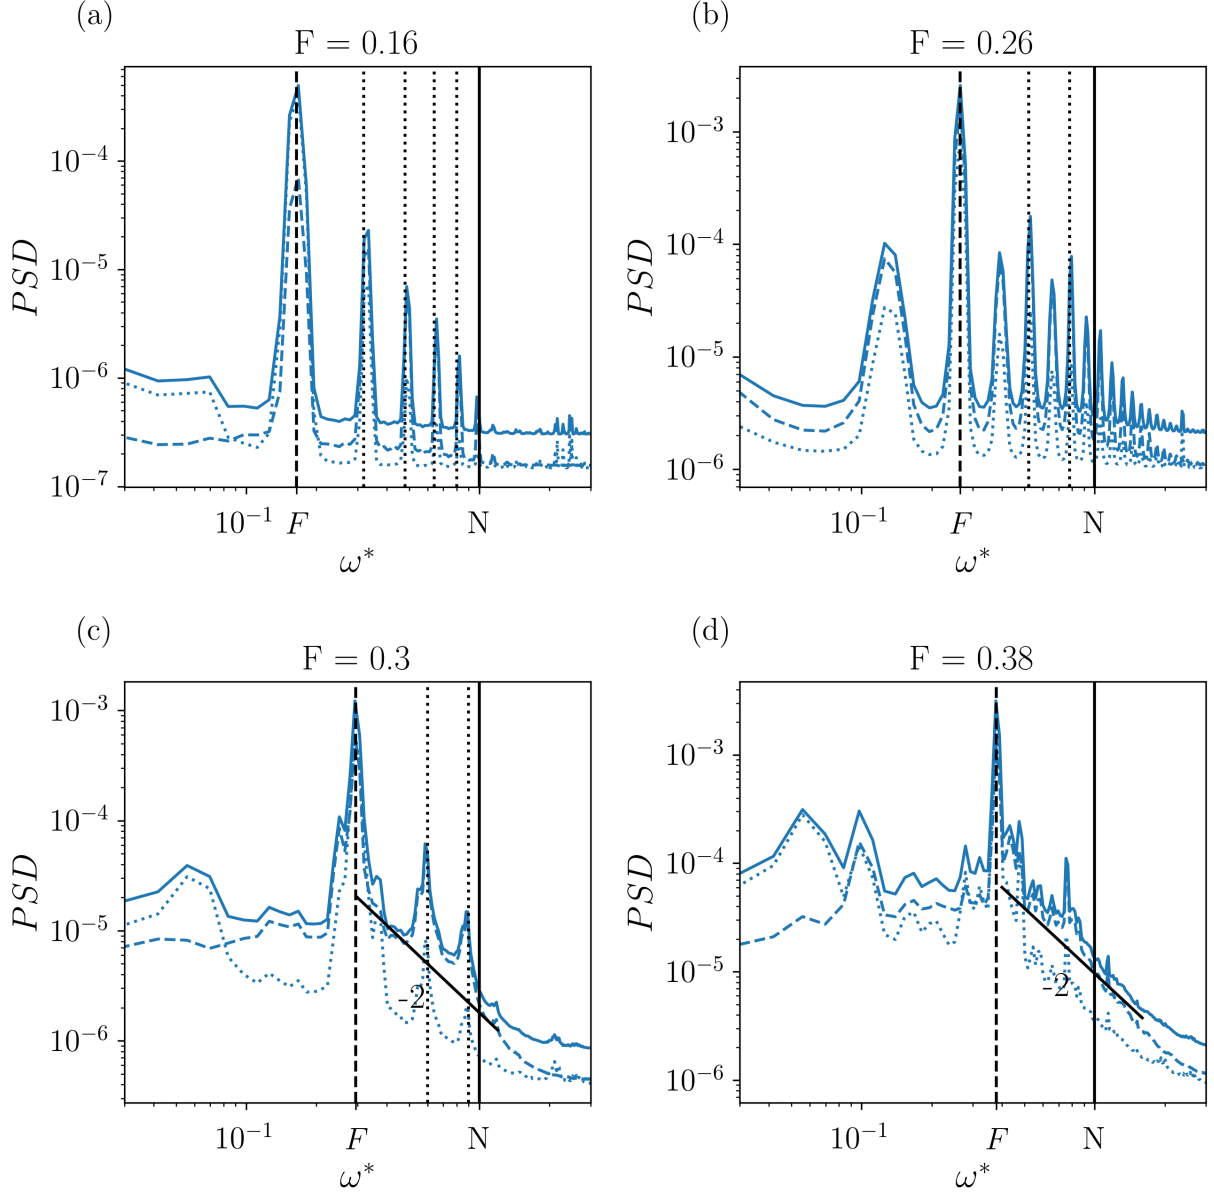 (a)
F = 0.16
PSD
10⁻⁴
10⁻⁵
10⁻⁶
10⁻⁷
10⁻¹ F N
ω*
(b)
F = 0.26
PSD
10⁻³
10⁻⁴
10⁻⁵
10⁻⁶
10⁻¹ F N
ω*
(c)
F = 0.3
PSD
10⁻³
10⁻⁴
10⁻⁵
10⁻⁶
-2
10⁻¹ F N
ω*
(d)
F = 0.38
PSD
10⁻³
10⁻⁴
10⁻⁵
10⁻⁶
-2
10⁻¹ F N
ω*